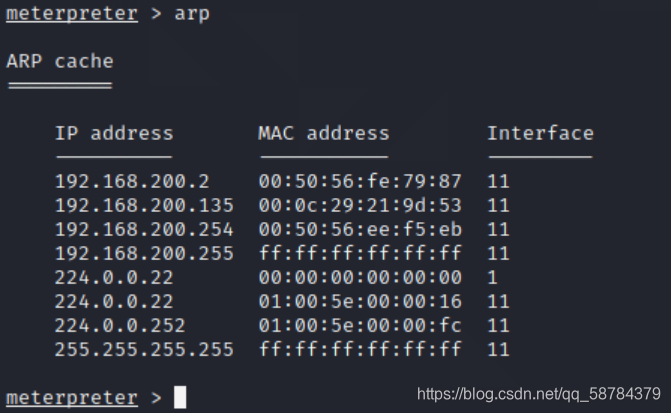 meterpreter > arp
ARP cache
==========
IP address MAC address Interface
---------- ----------- ---------
192.168.200.2 00:50:56:fe:79:87 11
192.168.200.135 00:0c:29:21:9d:53 11
192.168.200.254 00:50:56:ee:f5:eb 11
192.168.200.255 ff:ff:ff:ff:ff:ff 11
224.0.0.22 00:00:00:00:00:00 1
224.0.0.22 01:00:5e:00:00:16 11
224.0.0.252 01:00:5e:00:00:fc 11
255.255.255.255 ff:ff:ff:ff:ff:ff 11
meterpreter >
https://blog.csdn.net/qq_58784379